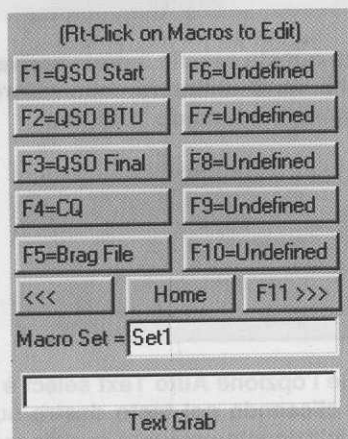 (Rt-Click on Macros to Edit)
F1=QSO Start F6=Undefined
F2=QSO BTU F7=Undefined
F3=QSO Final F8=Undefined
F4=CQ F9=Undefined
F5=Brag File F10=Undefined
<<< Home F11 >>>
Macro Set = Set1
Text Grab